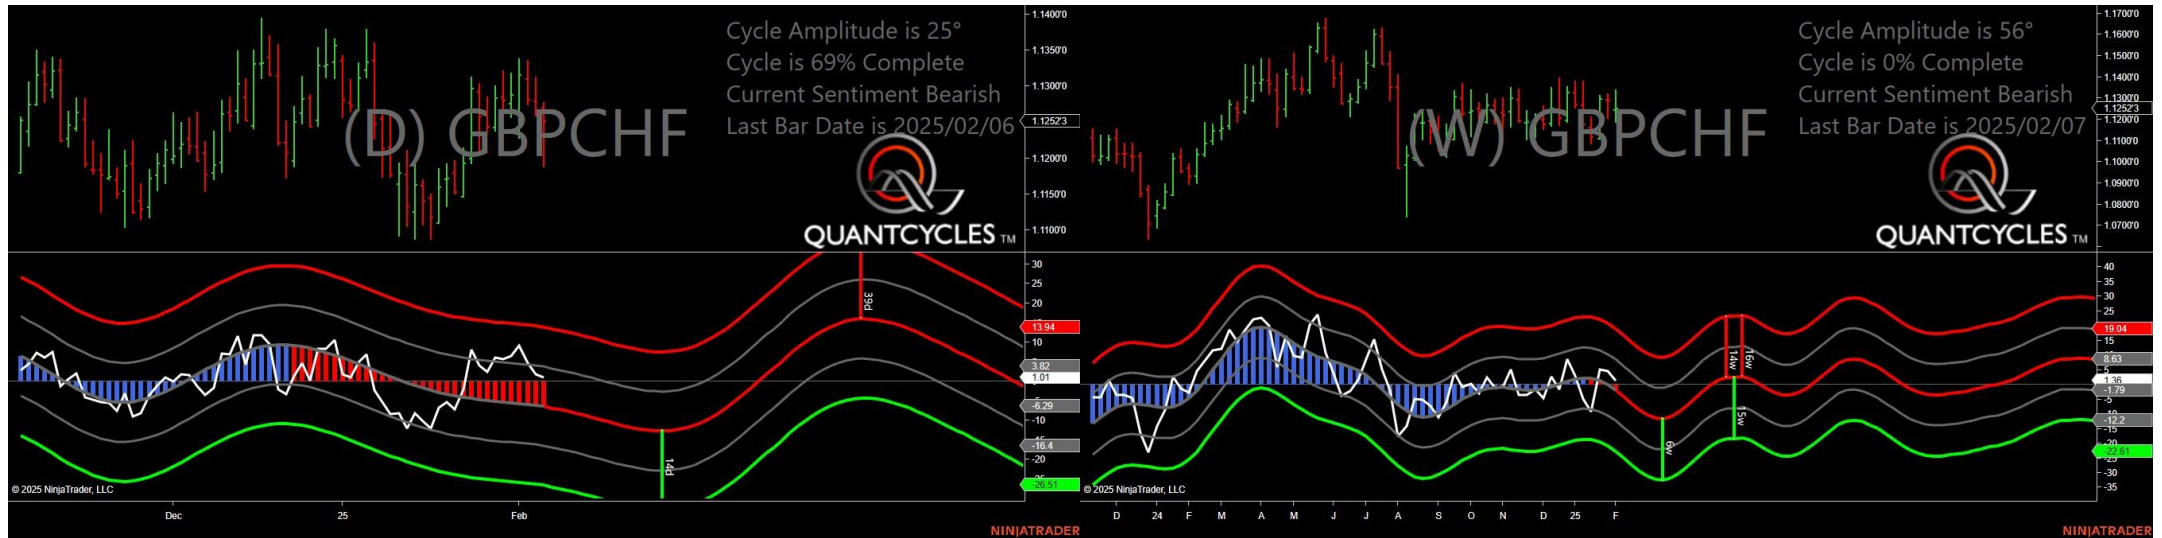 Cycle Amplitude is 25°
Cycle is 69% Complete
Current Sentiment Bearish
Last Bar Date is 2025/02/06
(D) GBPCHF
QUANTCYCLES TM
1.1400'0
1.1350'0
1.1300'0
1.1252'3
1.1200'0
1.1150'0
1.1100'0
30
25
20
13.94
10
3.82
1.01
-6.29
-10
-16.4
-20
-26.51
39d
14d
© 2025 NinjaTrader, LLC
Dec
25
Feb
NINJATRADER
Cycle Amplitude is 56°
Cycle is 0% Complete
Current Sentiment Bearish
Last Bar Date is 2025/02/07
(W) GBPCHF
QUANTCYCLES TM
1.1700'0
1.1600'0
1.1500'0
1.1400'0
1.1300'0
1.1252'3
1.1200'0
1.1100'0
1.1000'0
1.0900'0
1.0800'0
1.0700'0
40
35
30
25
19.04
15
8.63
5
1.36
-1.79
-5
-12.2
-15
-20
-22.61
-25
-30
-35
14w
16w
15w
6w
© 2025 NinjaTrader, LLC
D
24
F
M
A
M
J
J
A
S
O
N
D
25
F
NINJATRADER